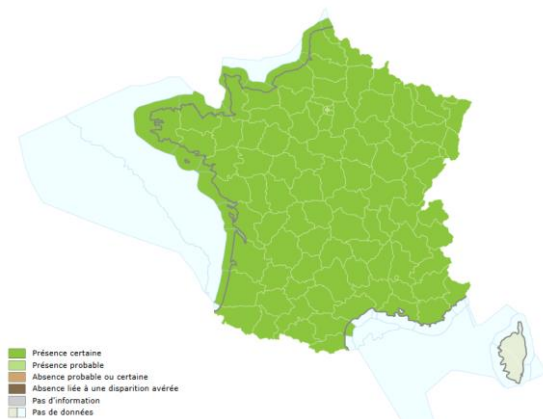 Présence certaine
Présence probable
Absence probable ou certaine
Absence liée à une disparition avérée
Pas d'information
Pas de données